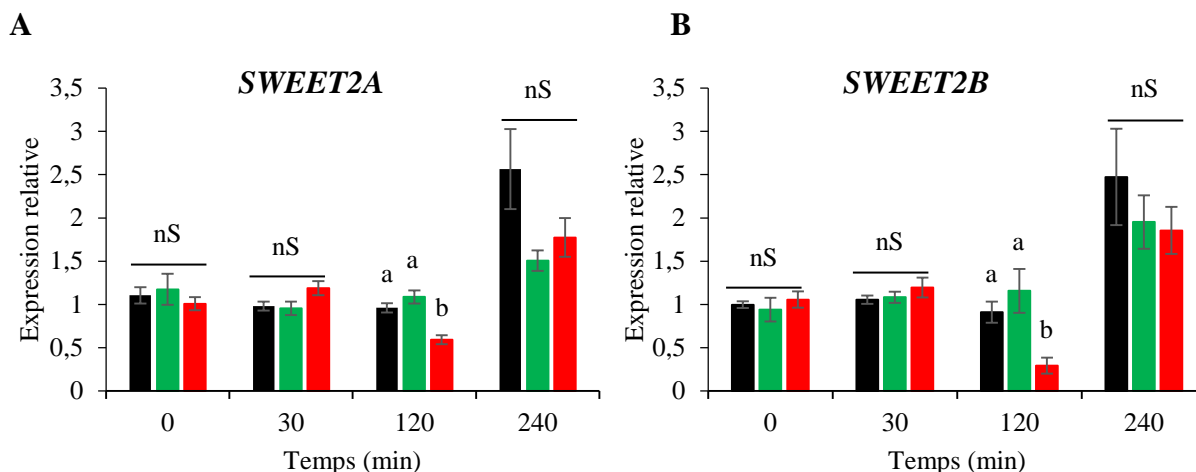 A
SWEET2A
Expression relative
3,5
3
2,5
2
1,5
1
0,5
0
nS
nS
a
a
b
nS
0
30
120
240
Temps (min)
B
SWEET2B
Expression relative
3,5
3
2,5
2
1,5
1
0,5
0
nS
nS
a
a
b
nS
0
30
120
240
Temps (min)